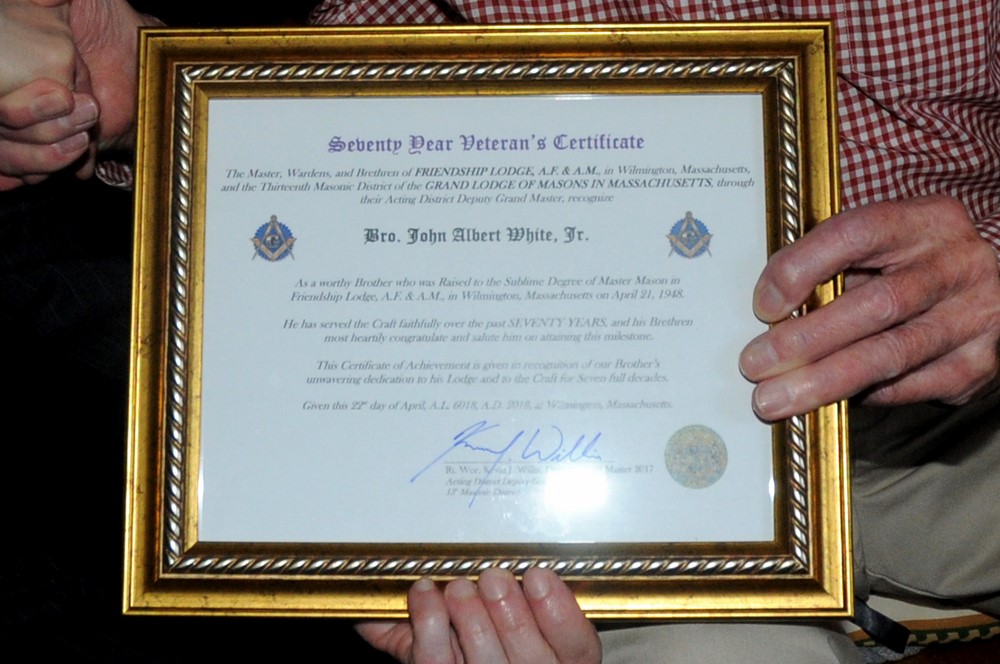 Seventy Year Veteran's Certificate
The Master, Wardens, and Brethren of FRIENDSHIP LODGE, A.F. & A.M., in Wilmington, Massachusetts,
and the Thirteenth Masonic District of the GRAND LODGE OF MASONS IN MASSACHUSETTS, through
their Acting District Deputy Grand Master, recognize
Bro. John Albert White, Jr.
As a worthy Brother who was Raised to the Sublime Degree of Master Mason in
Friendship Lodge, A.F. & A.M., in Wilmington, Massachusetts on April 21, 1948.
He has served the Craft faithfully over the past SEVENTY YEARS, and his Brethren
most heartily congratulate and salute him on attaining this milestone.
This Certificate of Achievement is given in recognition of our Brother's
unwavering dedication to his Lodge and to the Craft for Seven full decades.
Given this 22nd day of April, A.L. 6018, A.D. 2018, at Wilmington, Massachusetts.
Rt. Wor. Kevin J. Willis, Master 2017
Acting District Deputy
13th Masonic District